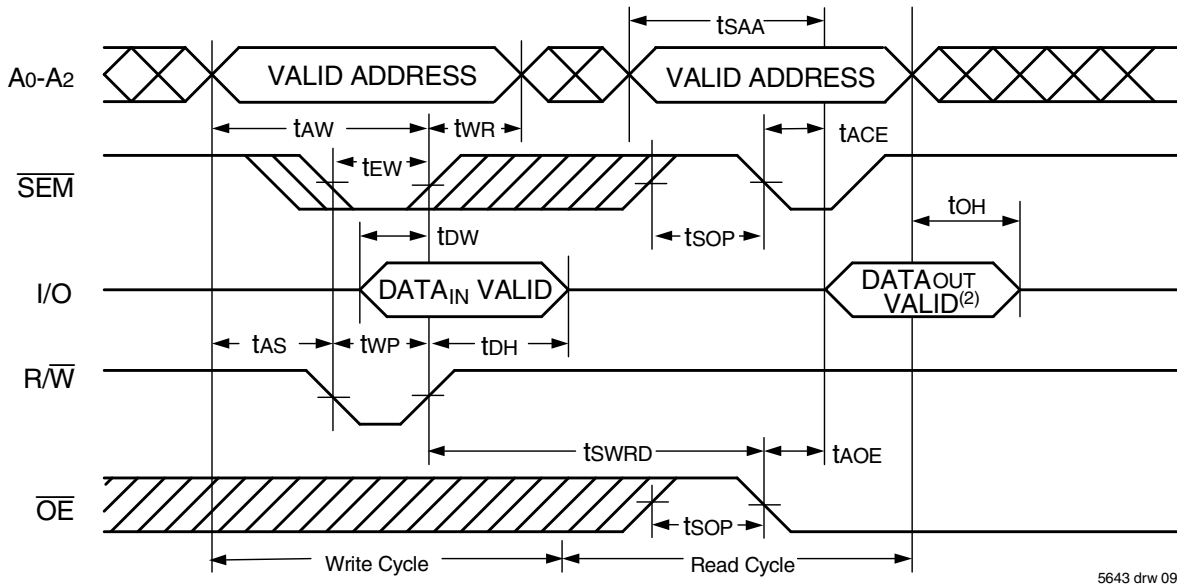 tSAA
A0-A2
VALID ADDRESS
VALID ADDRESS
tAW
tWR
tACE
tEW
SEM
tOH
tDW
tSOP
I/O
DATAIN VALID
DATAOUT
VALID(2)
tAS
tWP
tDH
R/W
tSWRD
tAOE
OE
tSOP
Write Cycle
Read Cycle
5643 drw 09